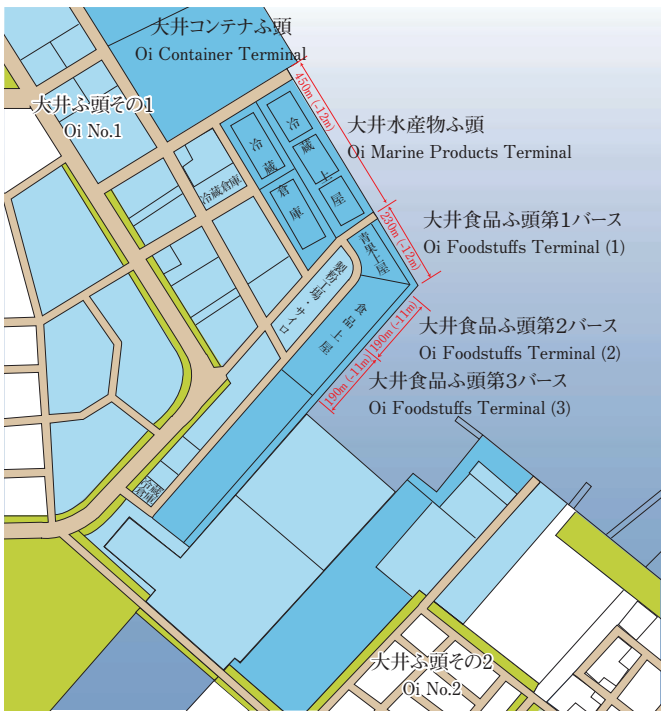 大井コンテナふ頭
Oi Container Terminal
大井ふ頭その1
Oi No.1
450m (-12m)
大井水産物ふ頭
Oi Marine Products Terminal
冷蔵倉庫
冷蔵上屋
冷蔵倉庫
230m (-12m)
大井食品ふ頭第1バース
Oi Foodstuffs Terminal (1)
青果上屋
製粉工場・サイロ
食品上屋
190m (-11m)
大井食品ふ頭第2バース
Oi Foodstuffs Terminal (2)
190m (-11m)
大井食品ふ頭第3バース
Oi Foodstuffs Terminal (3)
冷蔵
倉庫
大井ふ頭その2
Oi No.2